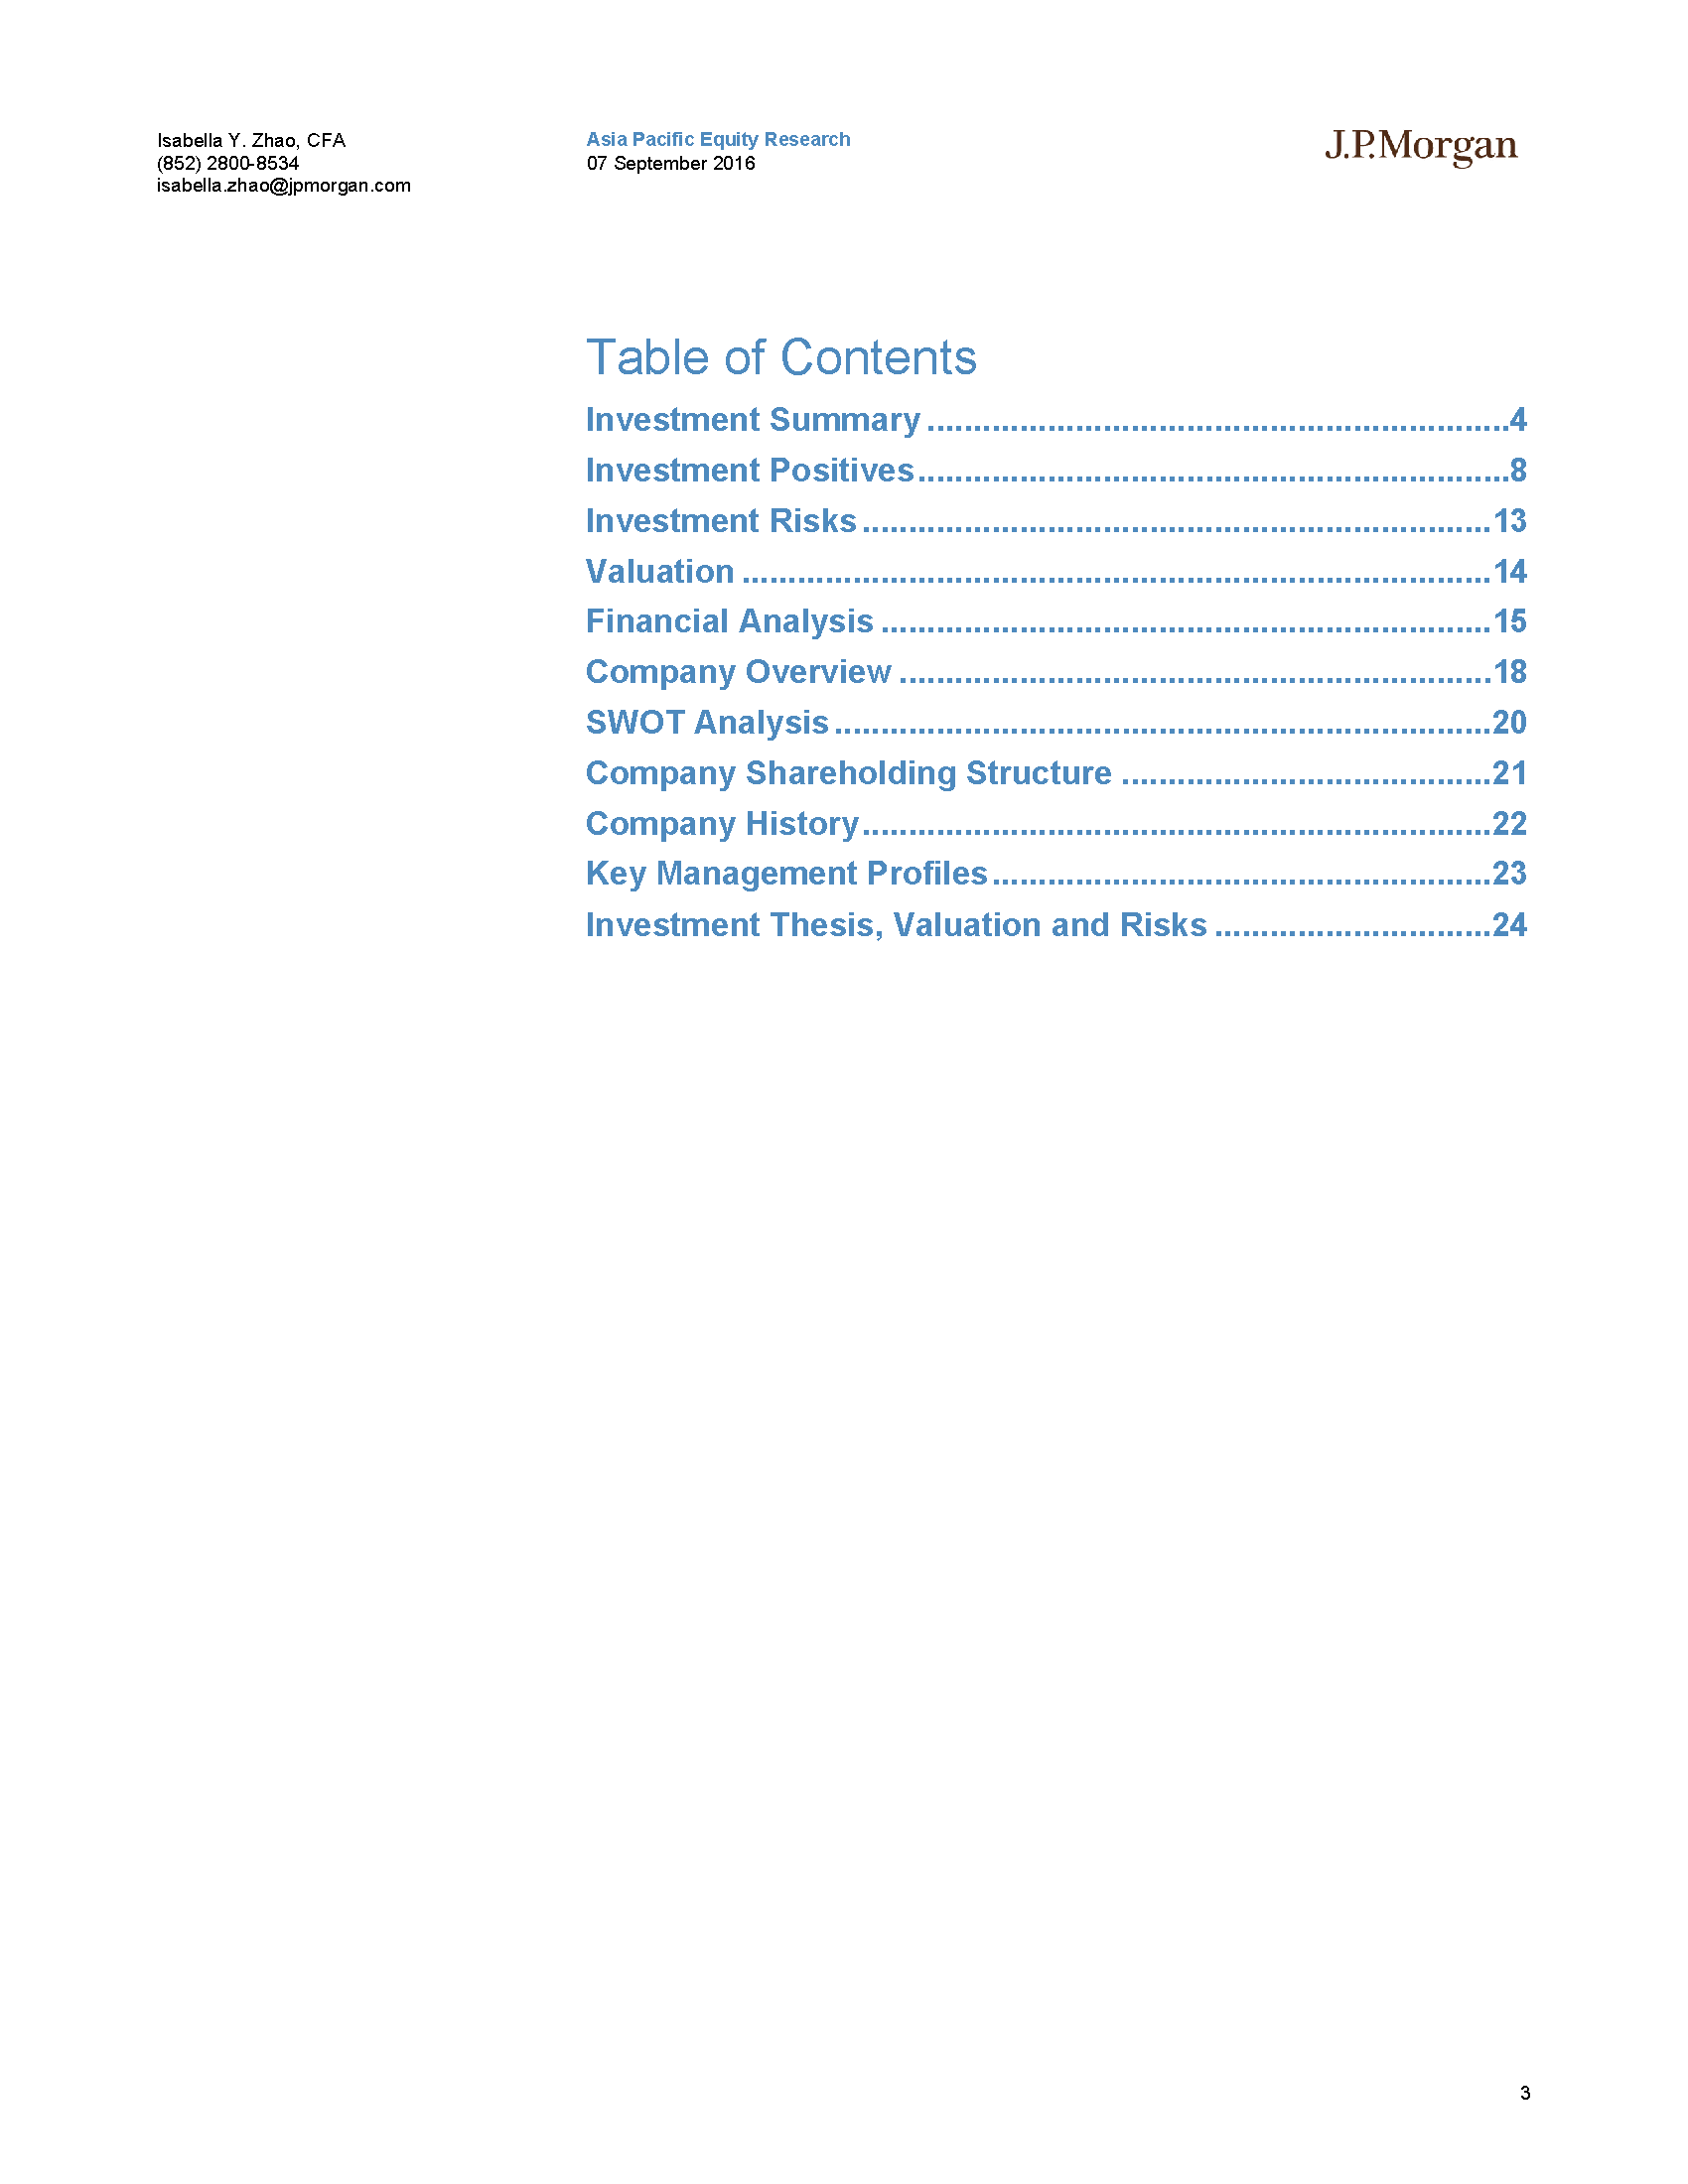 Isabella Y. Zhao, CFA
(852) 2800-8534
isabella.zhao@jpmorgan.com
Asia Pacific Equity Research
07 September 2016
J.P.Morgan
Table of Contents
Investment Summary ...............................................................4
Investment Positives................................................................8
Investment Risks ....................................................................13
Valuation .................................................................................14
Financial Analysis ..................................................................15
Company Overview ................................................................18
SWOT Analysis .......................................................................20
Company Shareholding Structure ........................................21
Company History....................................................................22
Key Management Profiles......................................................23
Investment Thesis, Valuation and Risks ..............................24
3